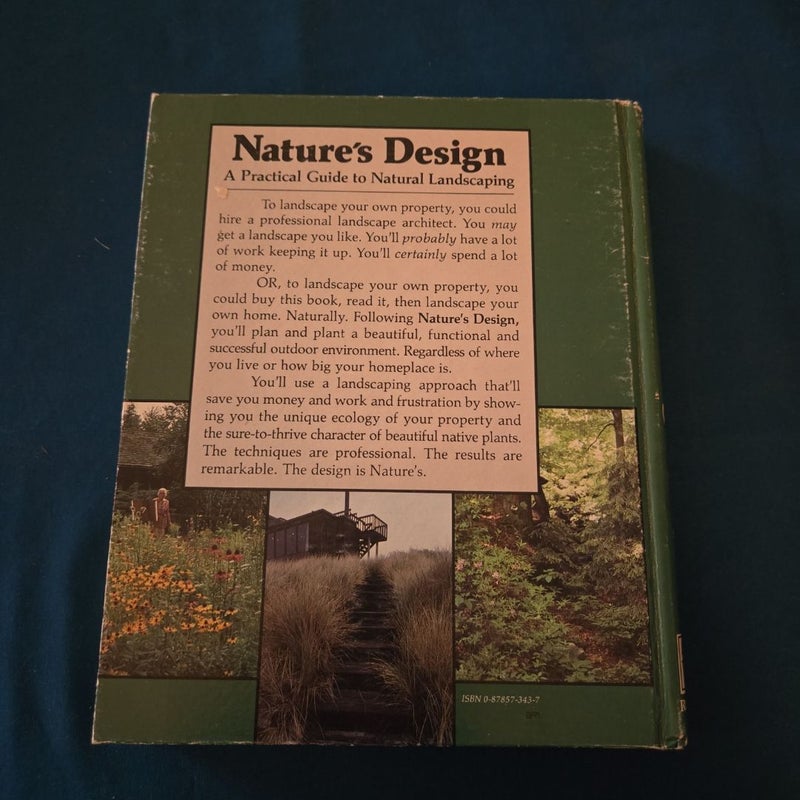 Nature's Design
A Practical Guide to Natural Landscaping
To landscape your own property, you could
hire a professional landscape architect. You may
get a landscape you like. You'll probably have a lot
of work keeping it up. You'll certainly spend a lot
of money.
OR, to landscape your own property, you
could buy this book, read it, then landscape your
own home. Naturally. Following Nature's Design,
you'll plan and plant a beautiful, functional and
successful outdoor environment. Regardless of where
you live or how big your homeplace is.
You'll use a landscaping approach that'll
save you money and work and frustration by show-
ing you the unique ecology of your property and
the sure-to-thrive character of beautiful native plants.
The techniques are professional. The results are
remarkable. The design is Nature's.
ISBN 0-87857-343-7